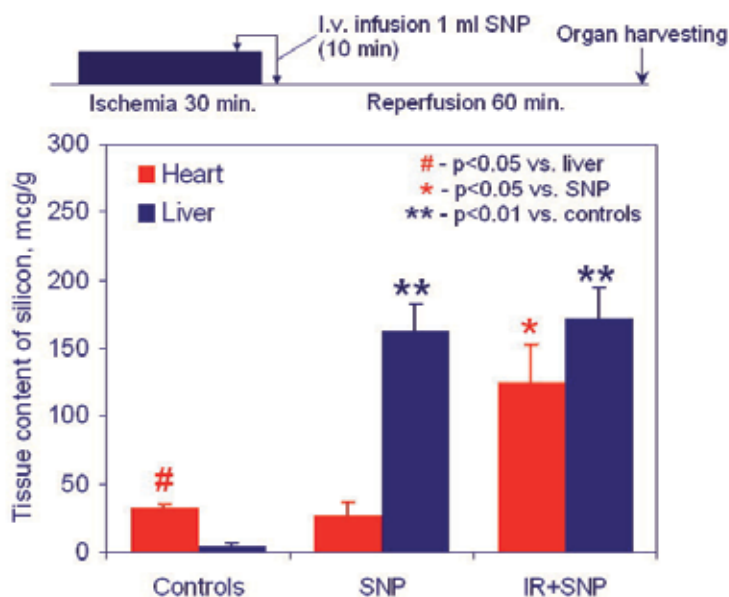 I.v. infusion 1 ml SNP
(10 min)
Organ harvesting
Ischemia 30 min.
Reperfusion 60 min.
300
250
200
150
100
50
0
Tissue content of silicon, mcg/g
Heart
Liver
# - p<0.05 vs. liver
* - p<0.05 vs. SNP
** - p<0.01 vs. controls
#
**
*
**
Controls
SNP
IR+SNP